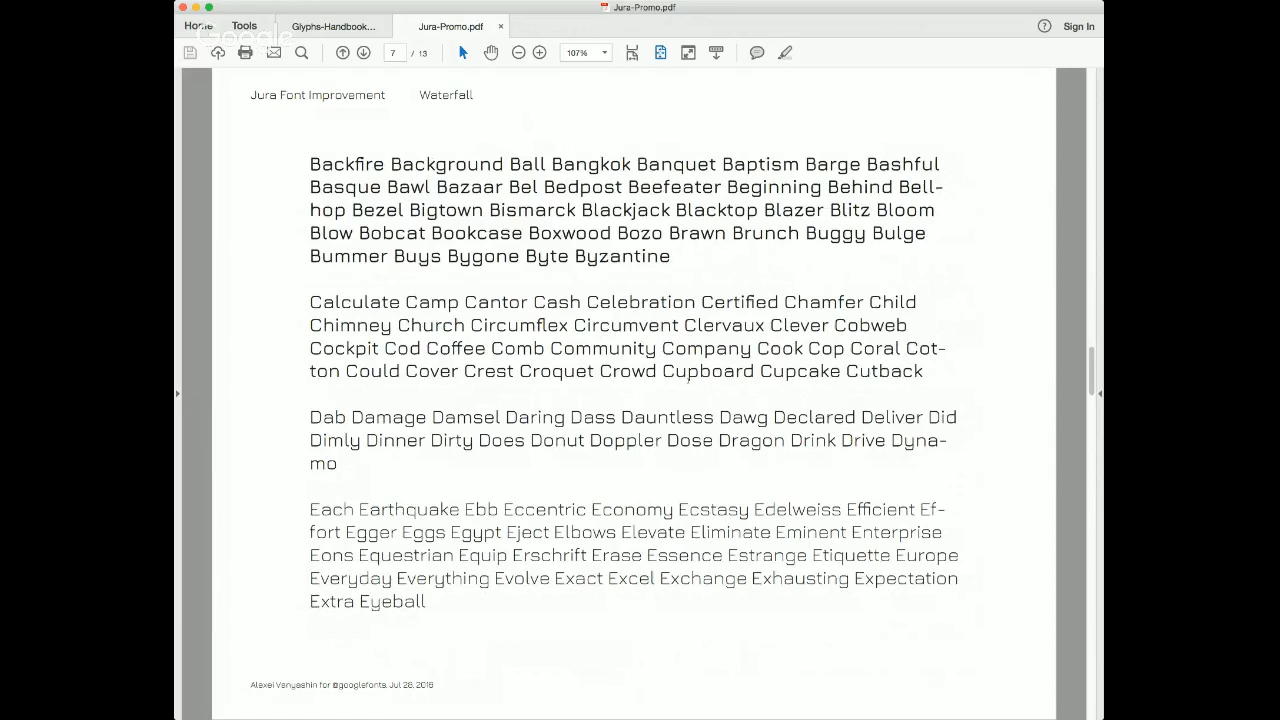 Jura-Promo.pdf
Home Tools Glyphs-Handbook... Jura-Promo.pdf × ? Sign In
Google
7 / 13 107%
Jura Font Improvement Waterfall
Backfire Background Ball Bangkok Banquet Baptism Barge Bashful
Basque Bawl Bazaar Bel Bedpost Beefeater Beginning Behind Bell-
hop Bezel Bigtown Bismarck Blackjack Blacktop Blazer Blitz Bloom
Blow Bobcat Bookcase Boxwood Bozo Brawn Brunch Buggy Bulge
Bummer Buys Bygone Byte Byzantine
Calculate Camp Cantor Cash Celebration Certified Chamfer Child
Chimney Church Circumflex Circumvent Clervaux Clever Cobweb
Cockpit Cod Coffee Comb Community Company Cook Cop Coral Cot-
ton Could Cover Crest Croquet Crowd Cupboard Cupcake Cutback
Dab Damage Damsel Daring Dass Dauntless Dawg Declared Deliver Did
Dimly Dinner Dirty Does Donut Doppler Dose Dragon Drink Drive Dyna-
mo
Each Earthquake Ebb Eccentric Economy Ecstasy Edelweiss Efficient Ef-
fort Egger Eggs Egypt Eject Elbows Elevate Eliminate Eminent Enterprise
Eons Equestrian Equip Erschrift Erase Essence Estrange Etiquette Europe
Everyday Everything Evolve Exact Excel Exchange Exhausting Expectation
Extra Eyeball
Alexei Vanyashin for @googlefonts. Jul 28, 2016